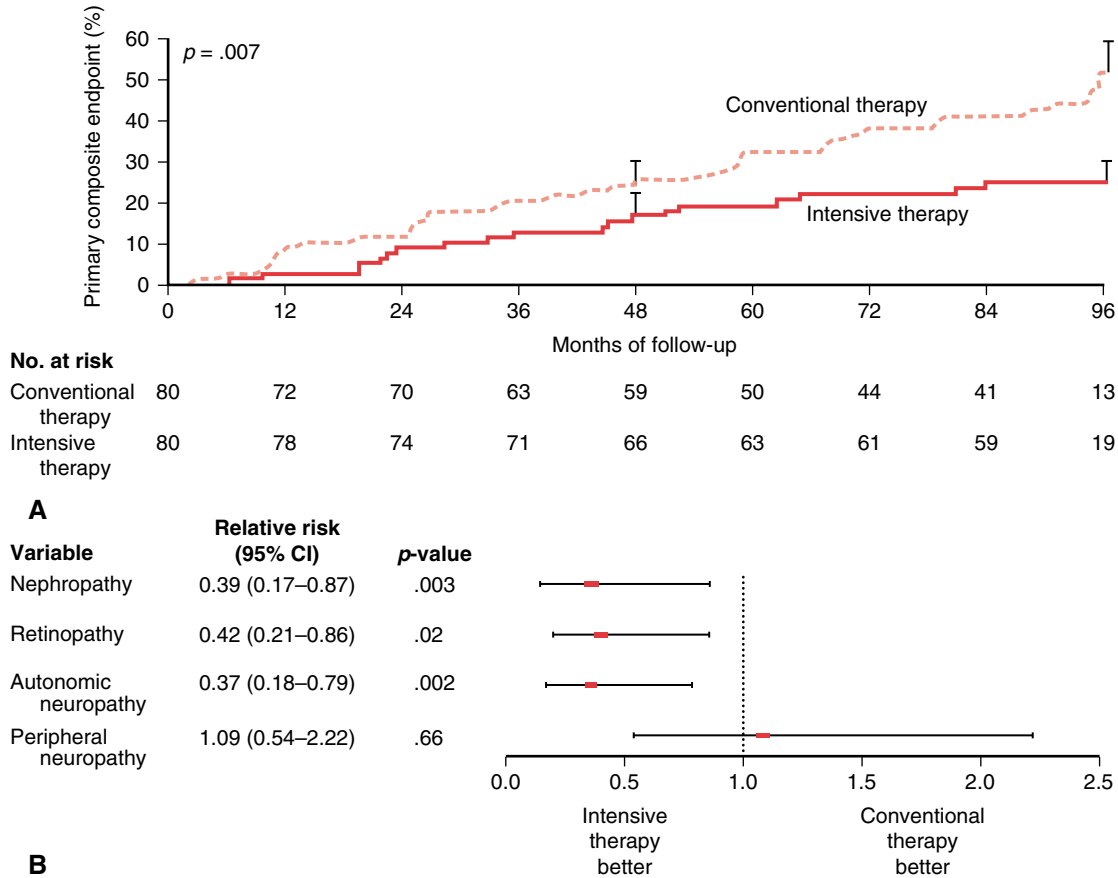 Primary composite endpoint (%)
60
50
40
30
20
10
0
p = .007
Conventional therapy
Intensive therapy
0 12 24 36 48 60 72 84 96
Months of follow-up
No. at risk
Conventional 80 72 70 63 59 50 44 41 13
therapy
Intensive 80 78 74 71 66 63 61 59 19
therapy
A
Relative risk
Variable (95% CI) p-value
Nephropathy 0.39 (0.17–0.87) .003
Retinopathy 0.42 (0.21–0.86) .02
Autonomic 0.37 (0.18–0.79) .002
neuropathy
Peripheral 1.09 (0.54–2.22) .66
neuropathy
0.0 0.5 1.0 1.5 2.0 2.5
Intensive Conventional
therapy therapy
better better
B